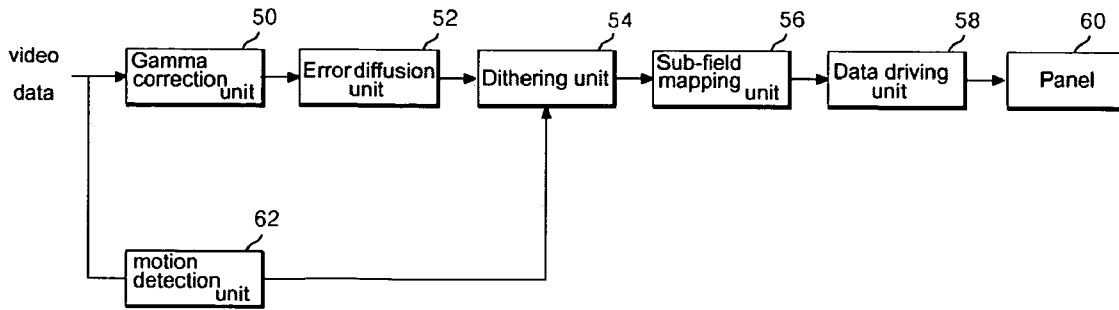 50
52
54
56
58
60
video
data
Gamma
correction
unit
Error diffusion
unit
Dithering unit
Sub-field
mapping
unit
Data driving
unit
Panel
62
motion
detection
unit